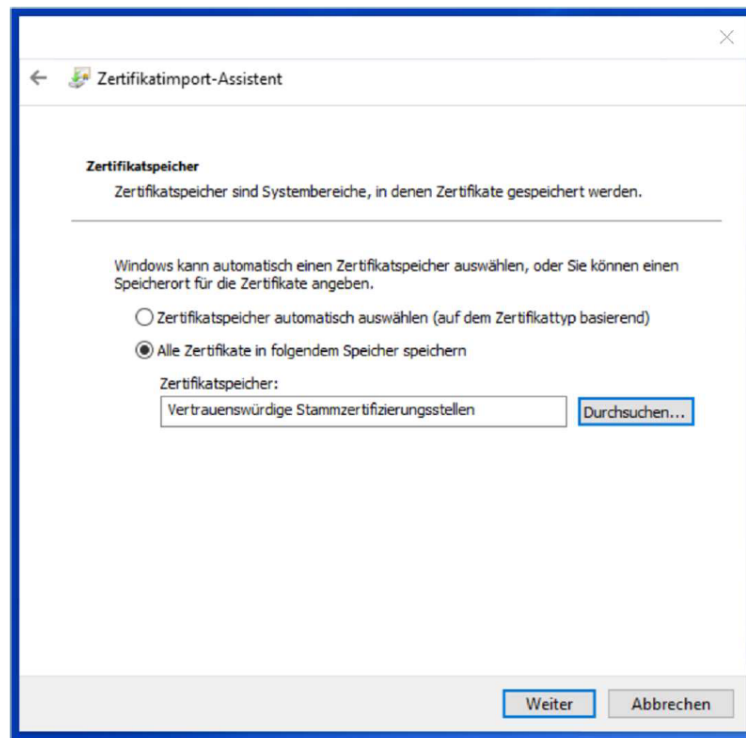 Zertifikatimport-Assistent
Zertifikatspeicher
Zertifikatspeicher sind Systembereiche, in denen Zertifikate gespeichert werden.
Windows kann automatisch einen Zertifikatspeicher auswählen, oder Sie können einen
Speicherort für die Zertifikate angeben.
Zertifikatspeicher automatisch auswählen (auf dem Zertifikattyp basierend)
Alle Zertifikate in folgendem Speicher speichern
Zertifikatspeicher:
Vertrauenswürdige Stammzertifizierungsstellen
Durchsuchen...
Weiter
Abbrechen